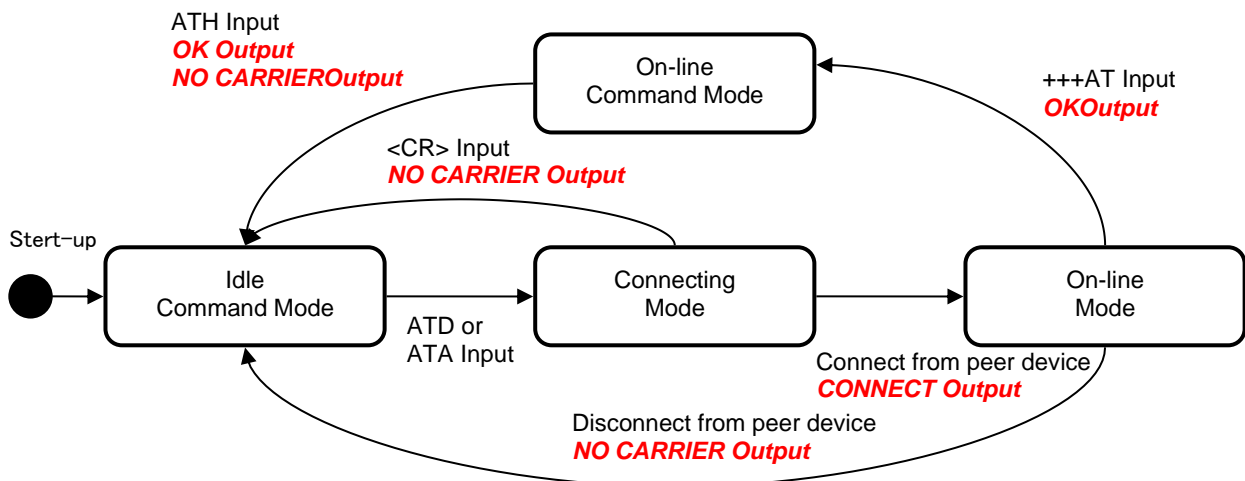 ATH Input
OK Output
NO CARRIEROutput
On-line
Command Mode
+++AT Input
OKOutput
<CR> Input
NO CARRIER Output
Stert-up
Idle
Command Mode
ATD or
ATA Input
Connecting
Mode
On-line
Mode
Connect from peer device
CONNECT Output
Disconnect from peer device
NO CARRIER Output